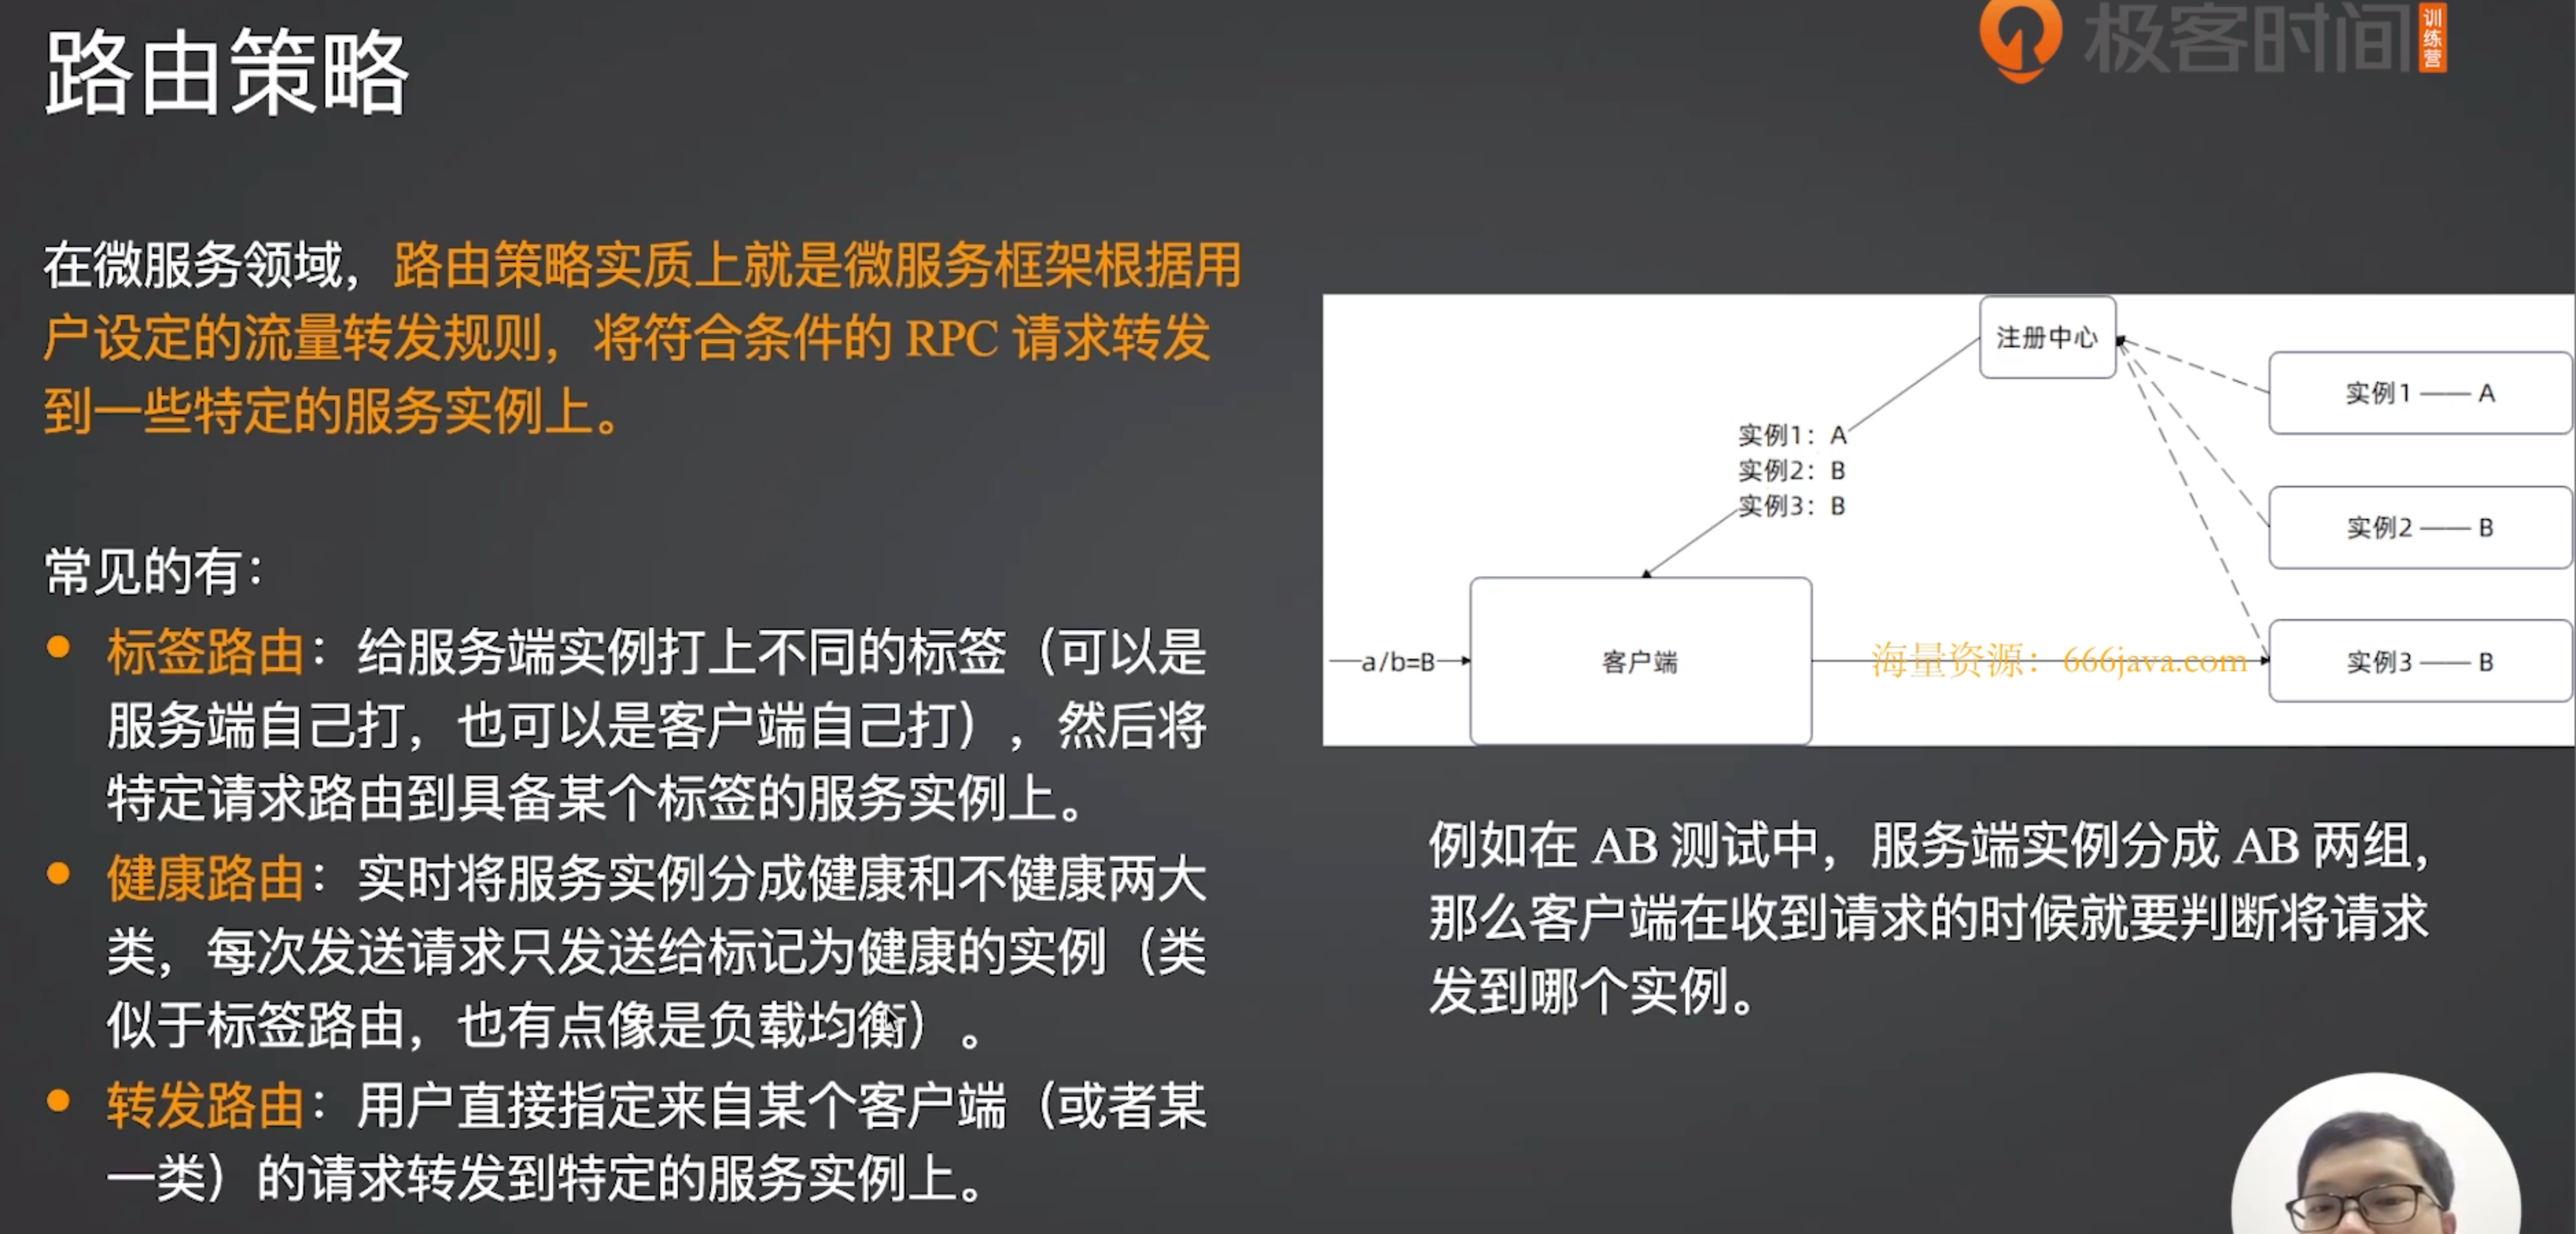 路由策略
极客时间
训练营
在微服务领域，路由策略实质上就是微服务框架根据用
户设定的流量转发规则，将符合条件的 RPC 请求转发
到一些特定的服务实例上。
常见的有：
标签路由：给服务端实例打上不同的标签（可以是
服务端自己打，也可以是客户端自己打），然后将
特定请求路由到具备某个标签的服务实例上。
健康路由：实时将服务实例分成健康和不健康两大
类，每次发送请求只发送给标记为健康的实例（类
似于标签路由，也有点像是负载均衡）。
转发路由：用户直接指定来自某个客户端（或者某
一类）的请求转发到特定的服务实例上。
注册中心
实例1 —— A
实例1：A
实例2：B
实例3：B
实例2 —— B
a/b=B
客户端
海量资源：666java.com
实例3 —— B
例如在 AB 测试中，服务端实例分成 AB 两组，
那么客户端在收到请求的时候就要判断将请求
发到哪个实例。